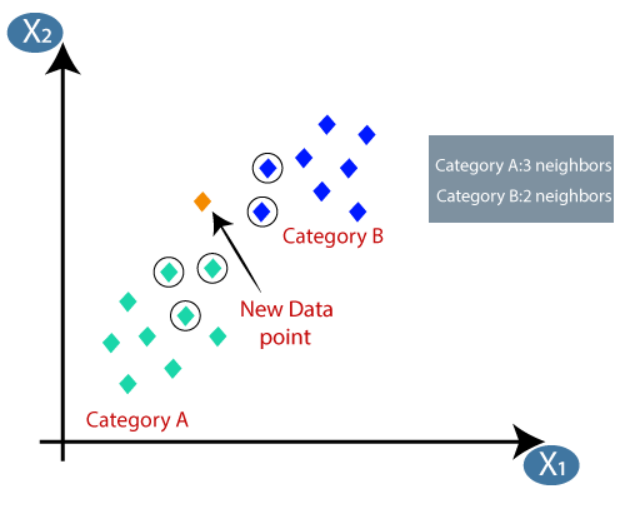 X₂
Category A:3 neighbors
Category B:2 neighbors
Category B
New Data
point
Category A
X₁